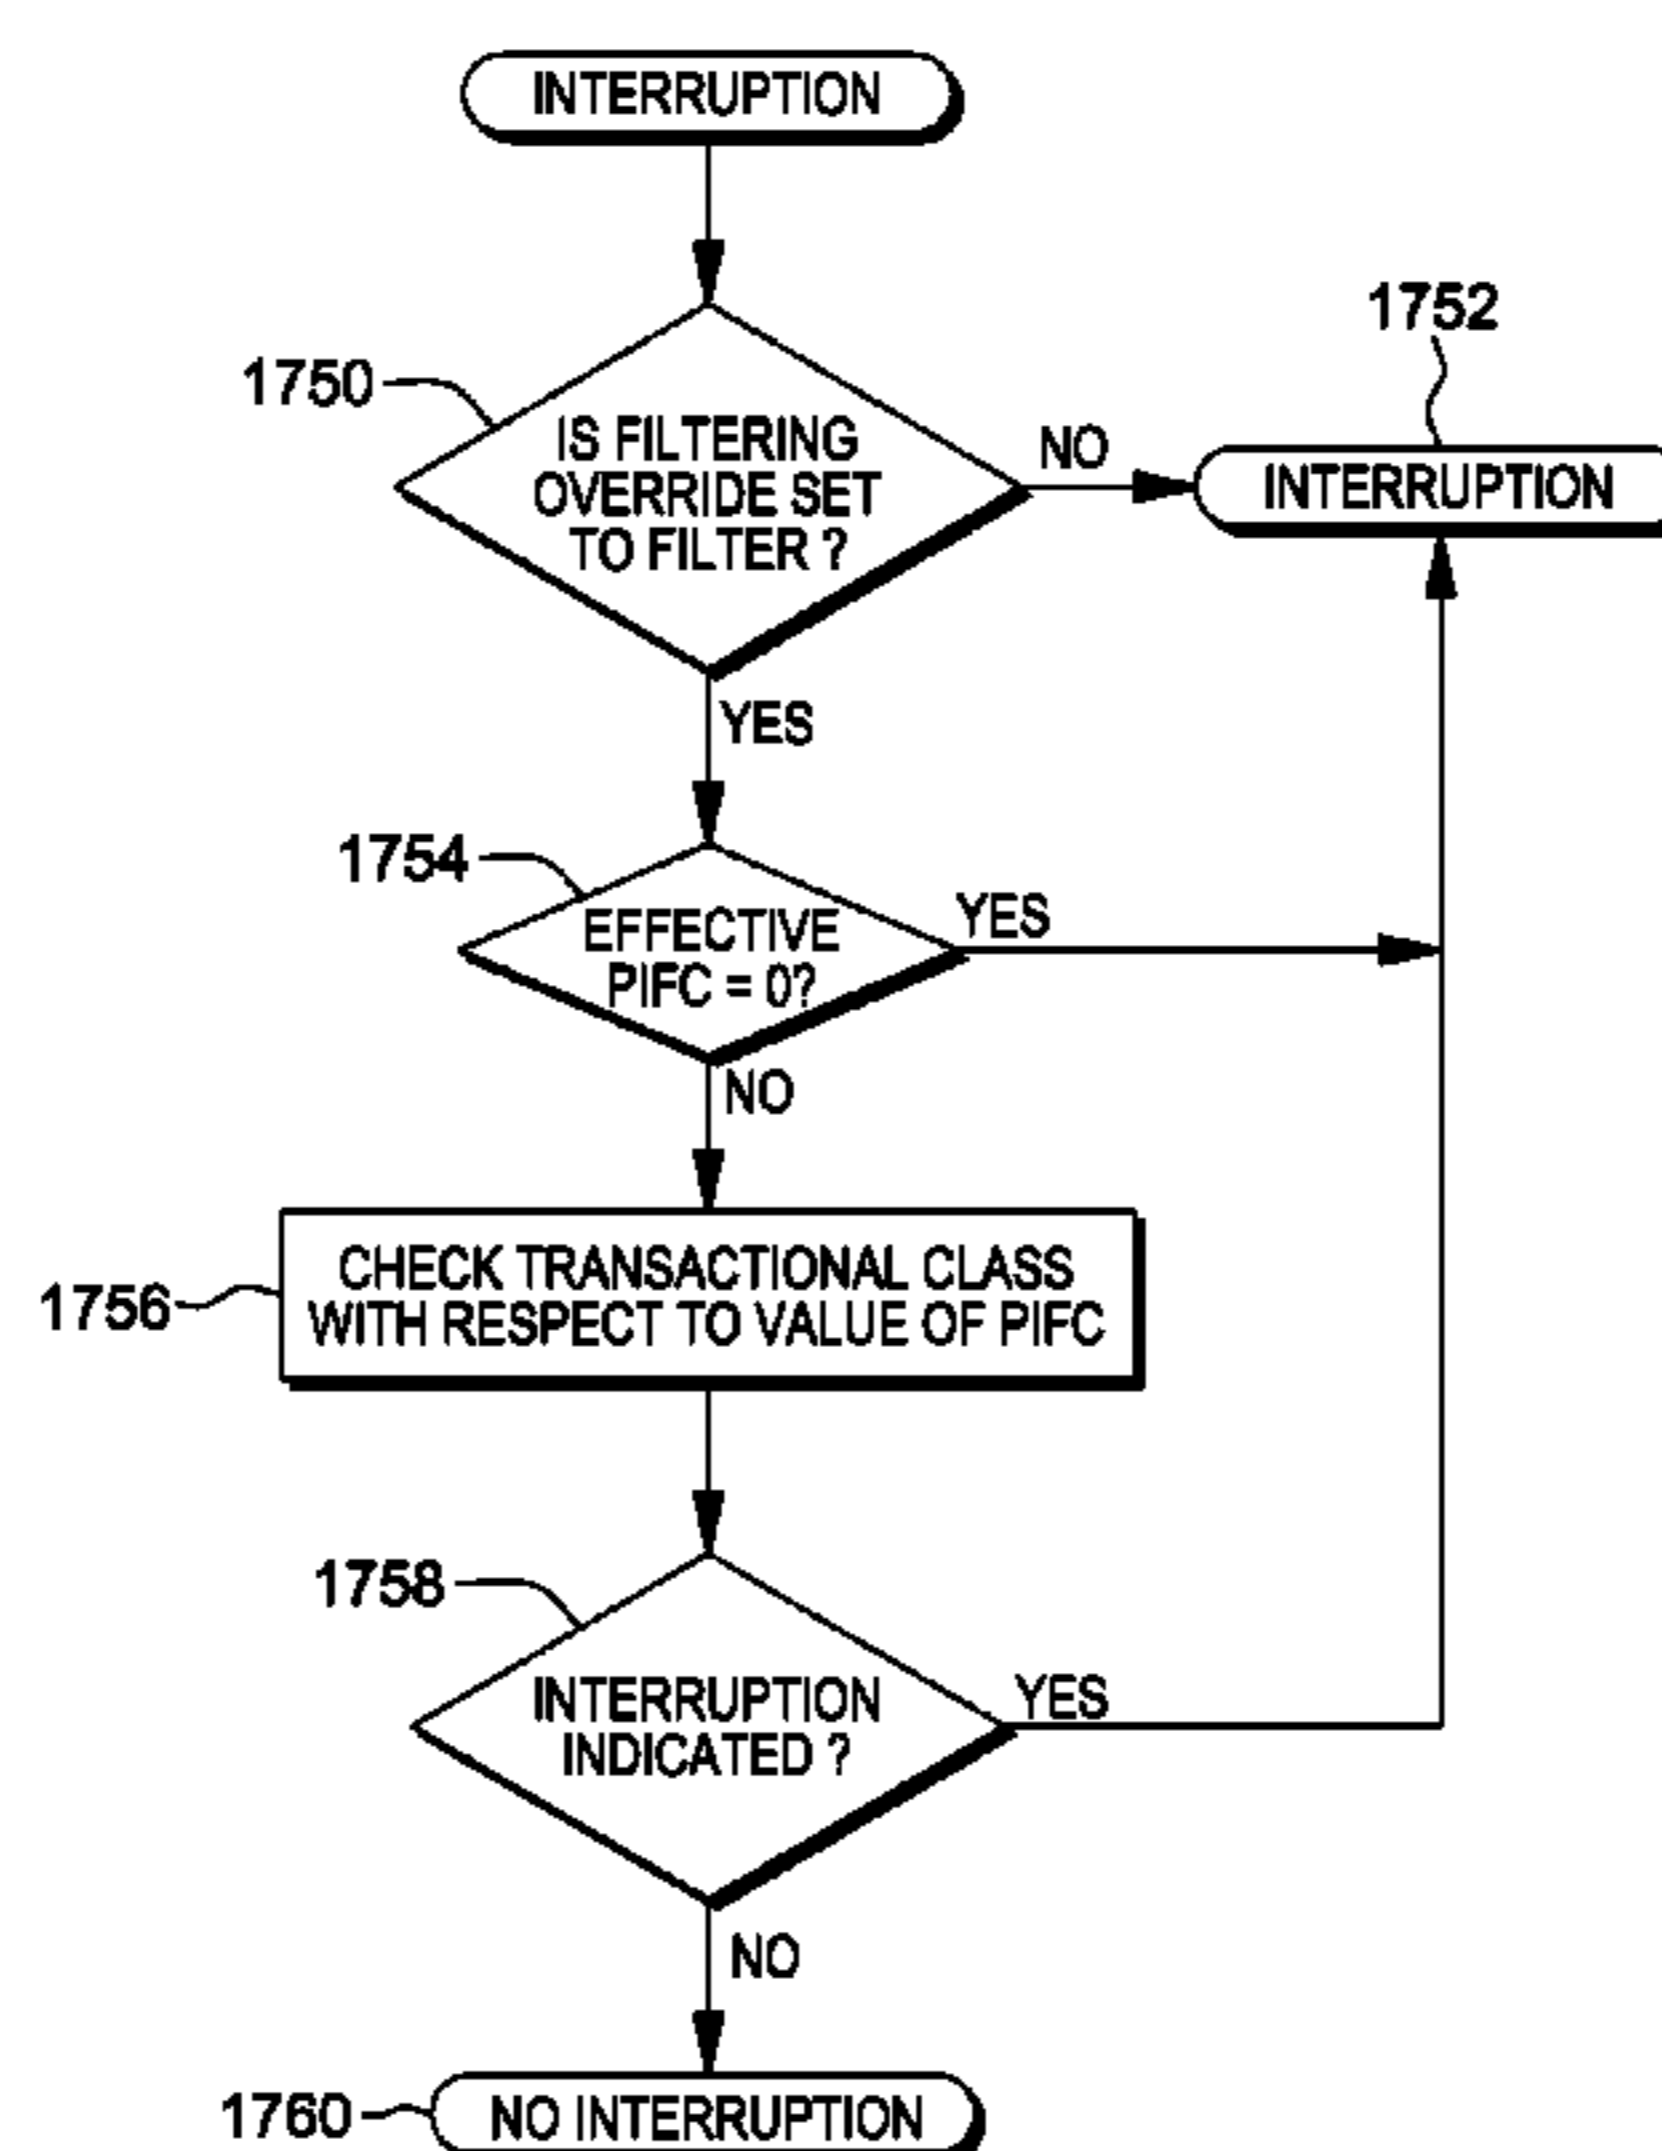 INTERRUPTION
1752
1750
IS FILTERING
OVERRIDE SET
TO FILTER ?
NO
INTERRUPTION
YES
1754
EFFECTIVE
PIFC = 0?
YES
NO
1756
CHECK TRANSACTIONAL CLASS
WITH RESPECT TO VALUE OF PIFC
1758
INTERRUPTION
INDICATED ?
YES
NO
1760
NO INTERRUPTION